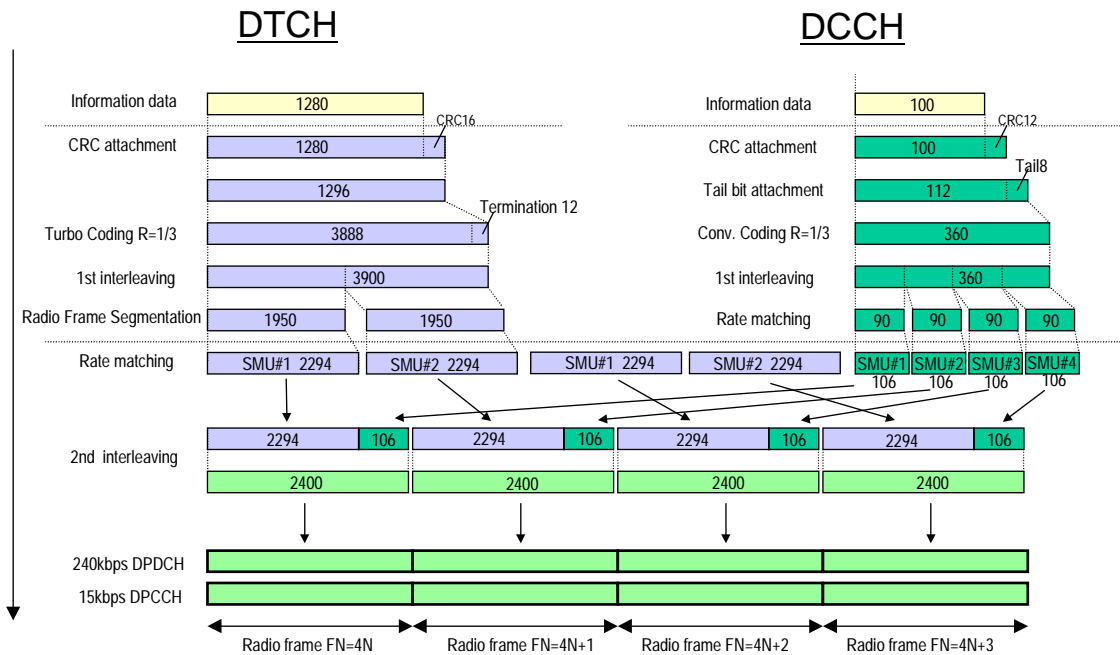 DTCH DCCH
Information data 1280 Information data 100
CRC16 CRC12
CRC attachment 1280 CRC attachment 100
Tail8
1296 Tail bit attachment 112
Termination 12
Turbo Coding R=1/3 3888 Conv. Coding R=1/3 360
1st interleaving 3900 1st interleaving 360
Radio Frame Segmentation 1950 1950 Rate matching 90 90 90 90
Rate matching SMU#1 2294 SMU#2 2294 SMU#1 2294 SMU#2 2294 SMU#1 SMU#2 SMU#3 SMU#4
106 106 106 106
2294 106 2294 106 2294 106 2294 106
2nd interleaving
2400 2400 2400 2400
240kbps DPDCH
15kbps DPCCH
Radio frame FN=4N Radio frame FN=4N+1 Radio frame FN=4N+2 Radio frame FN=4N+3